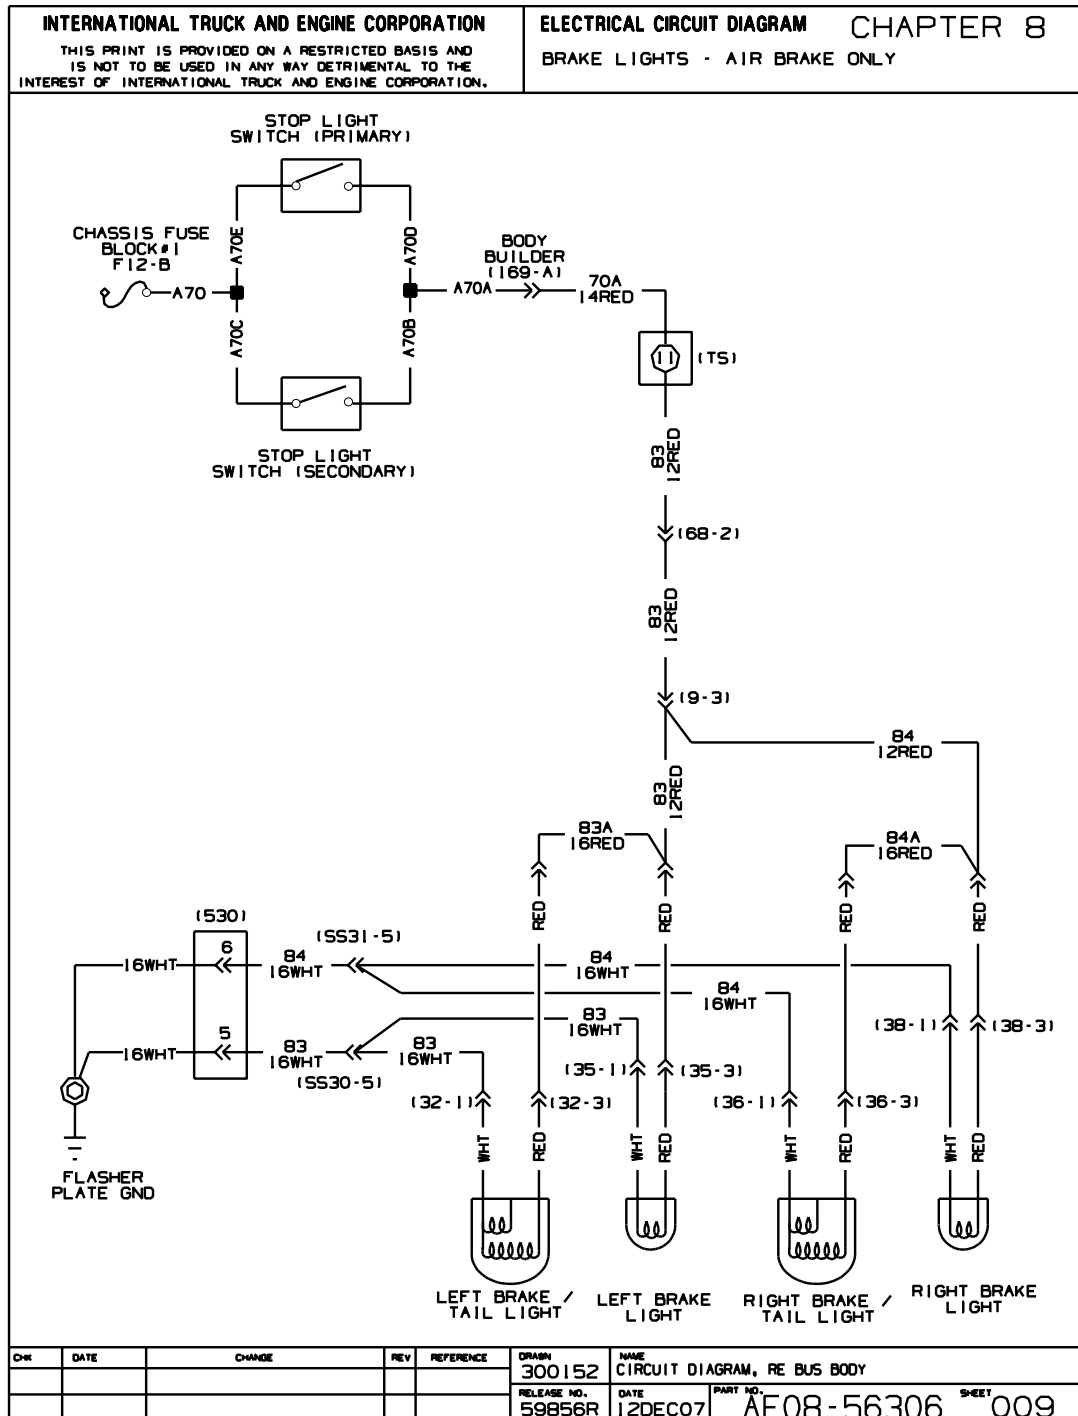 INTERNATIONAL TRUCK AND ENGINE CORPORATION
THIS PRINT IS PROVIDED ON A RESTRICTED BASIS AND
IS NOT TO BE USED IN ANY WAY DETRIMENTAL TO THE
INTEREST OF INTERNATIONAL TRUCK AND ENGINE CORPORATION.
ELECTRICAL CIRCUIT DIAGRAM CHAPTER 8
BRAKE LIGHTS - AIR BRAKE ONLY
STOP LIGHT
SWITCH (PRIMARY)
CHASSIS FUSE
BLOCK#1
F12-B
A70
A70E
A70D
A70C
A70B
BODY
BUILDER
(169-A)
A70A
70A
14RED
11
(TS)
STOP LIGHT
SWITCH (SECONDARY)
83
12RED
(68-2)
83
12RED
(9-3)
84
12RED
83
12RED
83A
16RED
84A
16RED
RED
RED
RED
RED
(530)
6
16WHT
84
16WHT
(SS31-5)
84
16WHT
84
16WHT
5
16WHT
83
16WHT
(SS30-5)
83
16WHT
83
16WHT
(38-1)
(38-3)
(35-1)
(35-3)
(32-1)
(32-3)
(36-1)
(36-3)
WHT
RED
WHT
RED
WHT
RED
WHT
RED
FLASHER
PLATE GND
LEFT BRAKE /
TAIL LIGHT
LEFT BRAKE
LIGHT
RIGHT BRAKE /
TAIL LIGHT
RIGHT BRAKE
LIGHT
CHK DATE CHANGE REV REFERENCE
DRAWN
300152
NAME
CIRCUIT DIAGRAM, RE BUS BODY
RELEASE NO.
59856R
DATE
12DEC07
PART NO.
AE08-56306
SHEET
009